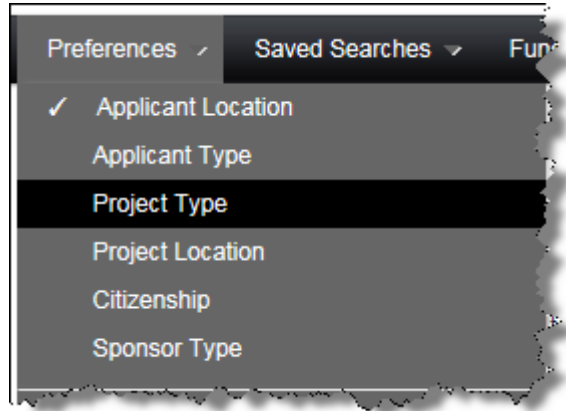 Preferences Saved Searches
✓ Applicant Location
Applicant Type
Project Type
Project Location
Citizenship
Sponsor Type